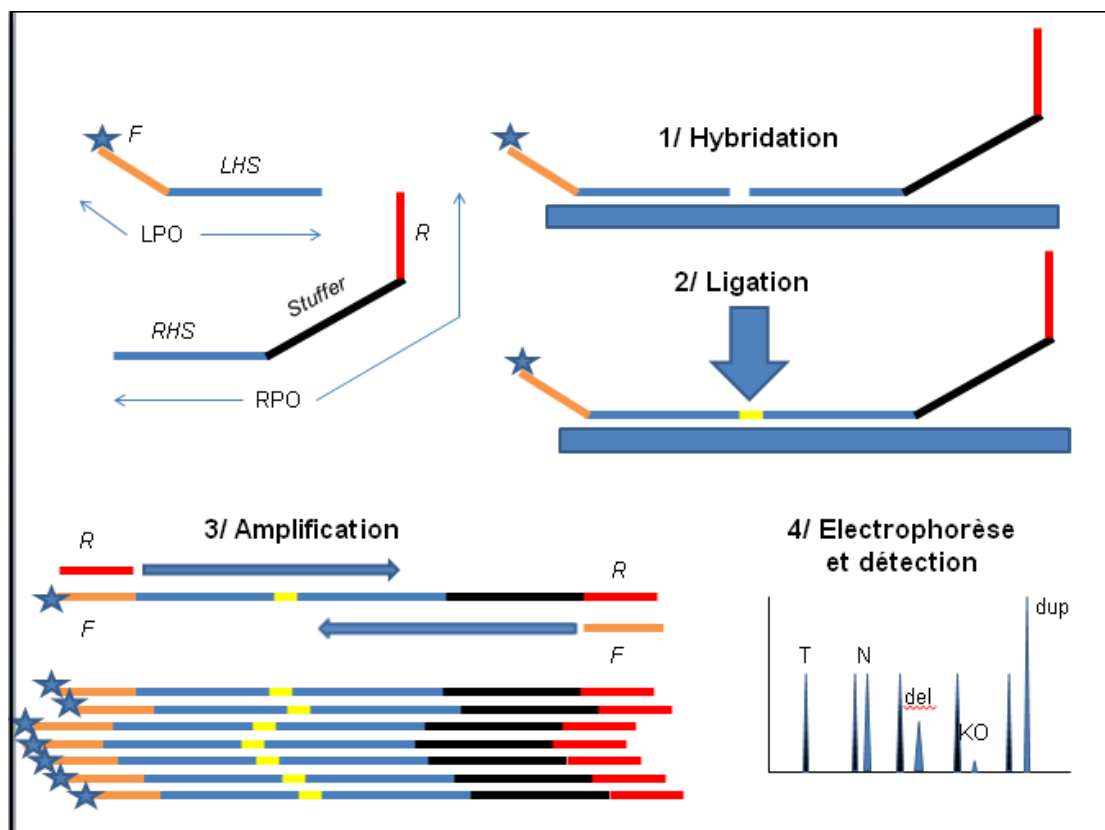 F
LHS
LPO
R
Stuffer
RHS
RPO
1/ Hybridation
2/ Ligation
3/ Amplification
R
R
F
F
4/ Electrophorèse
et détection
dup
T
N
del
KO